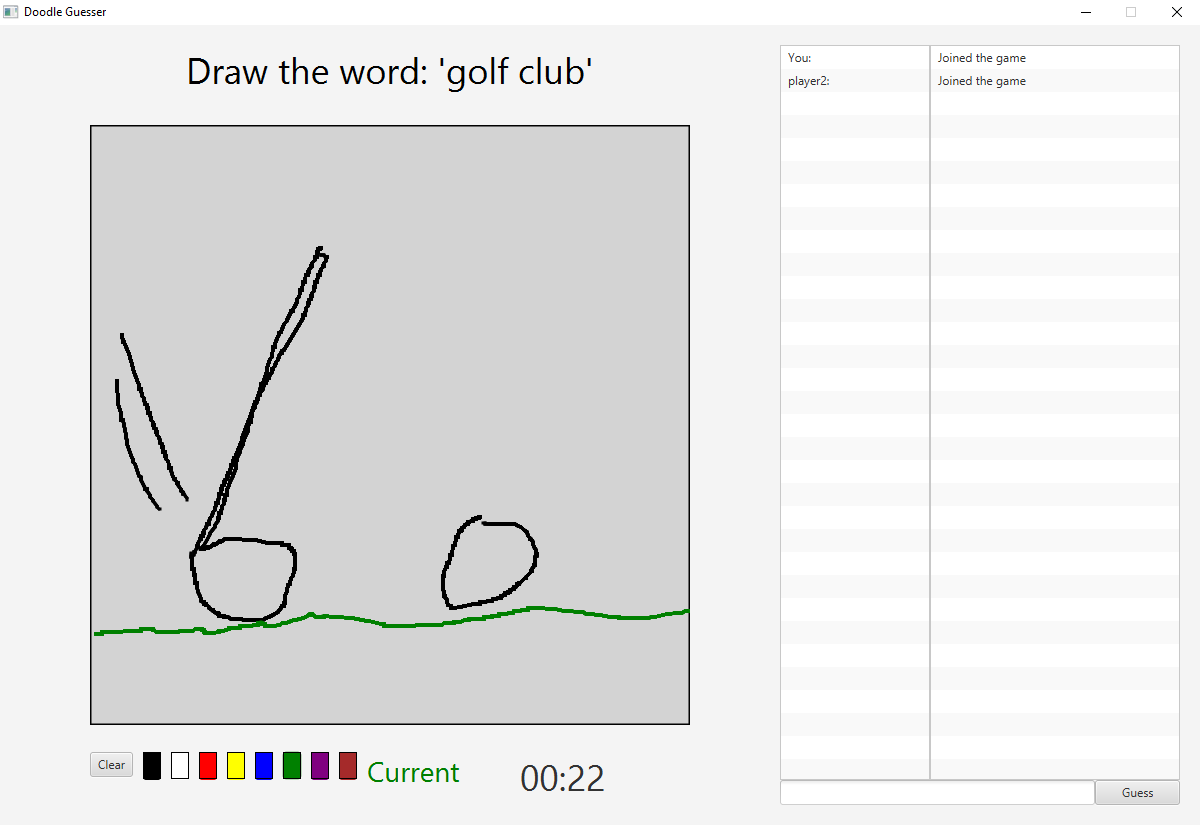 Doodle Guesser
Draw the word: 'golf club'
You: Joined the game
player2: Joined the game
Clear
Current
00:22
Guess